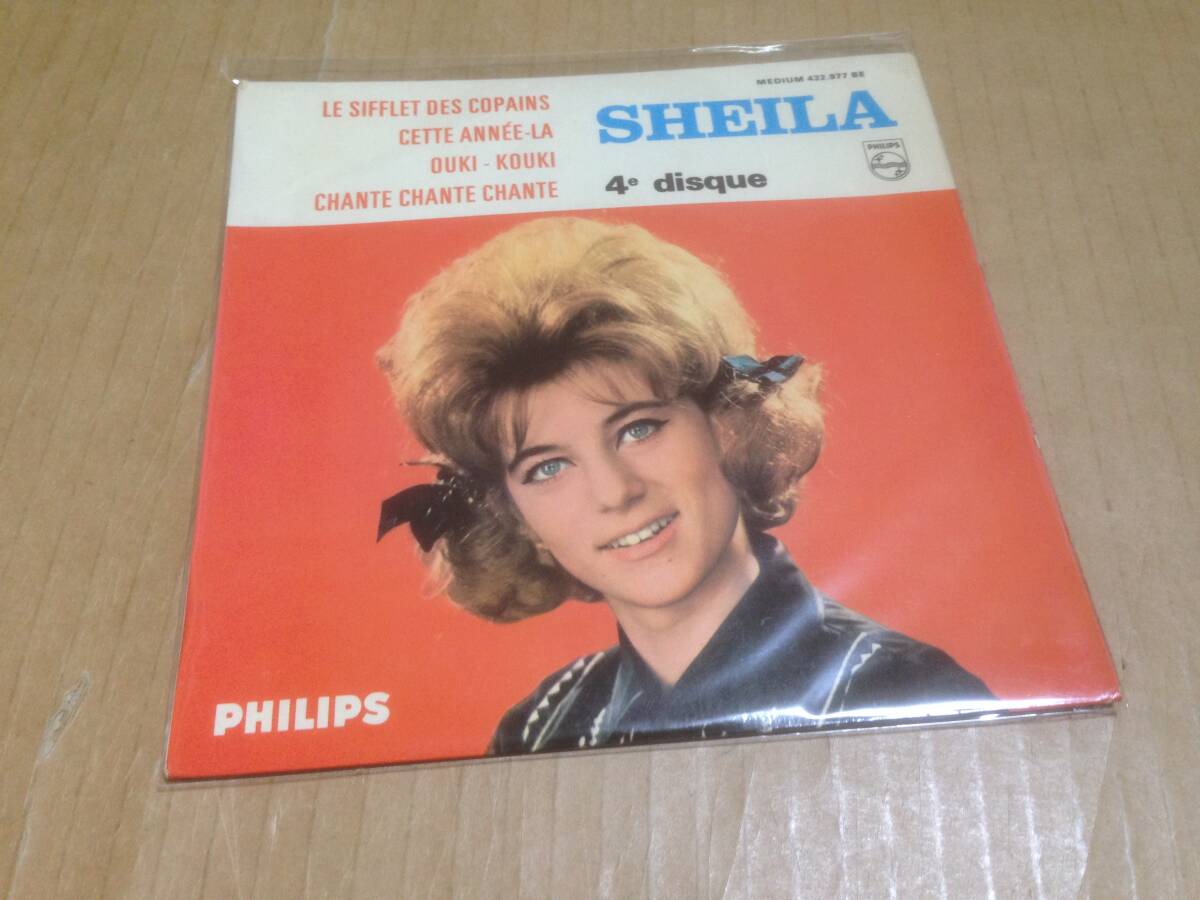 MEDIUM 432.977 BE
LE SIFFLET DES COPAINS
CETTE ANNÉE-LA
OUKI - KOUKI
CHANTE CHANTE CHANTE
SHEILA
4e disque
PHILIPS
PHILIPS